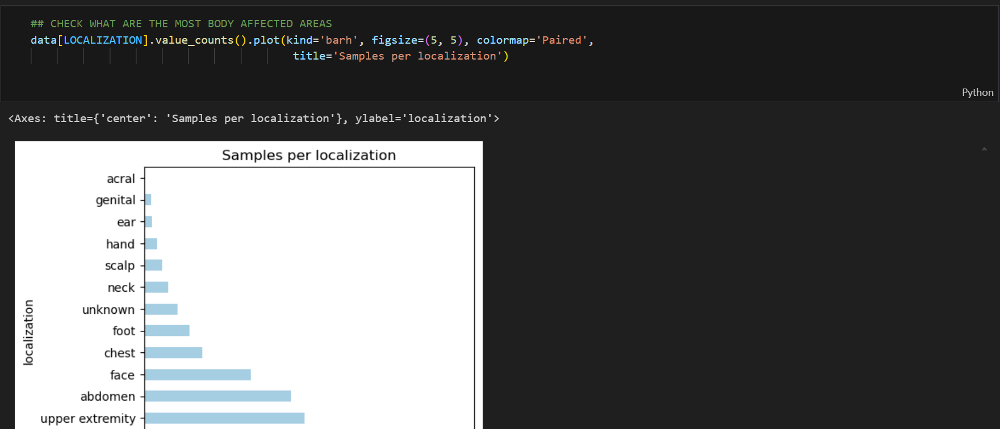 ## CHECK WHAT ARE THE MOST BODY AFFECTED AREAS
data[LOCALIZATION].value_counts().plot(kind='barh', figsize=(5, 5), colormap='Paired',
title='Samples per localization')
Python
<Axes: title={'center': 'Samples per localization'}, ylabel='localization'>
Samples per localization
acral
genital
ear
hand
scalp
neck
unknown
foot
chest
face
abdomen
upper extremity
localization